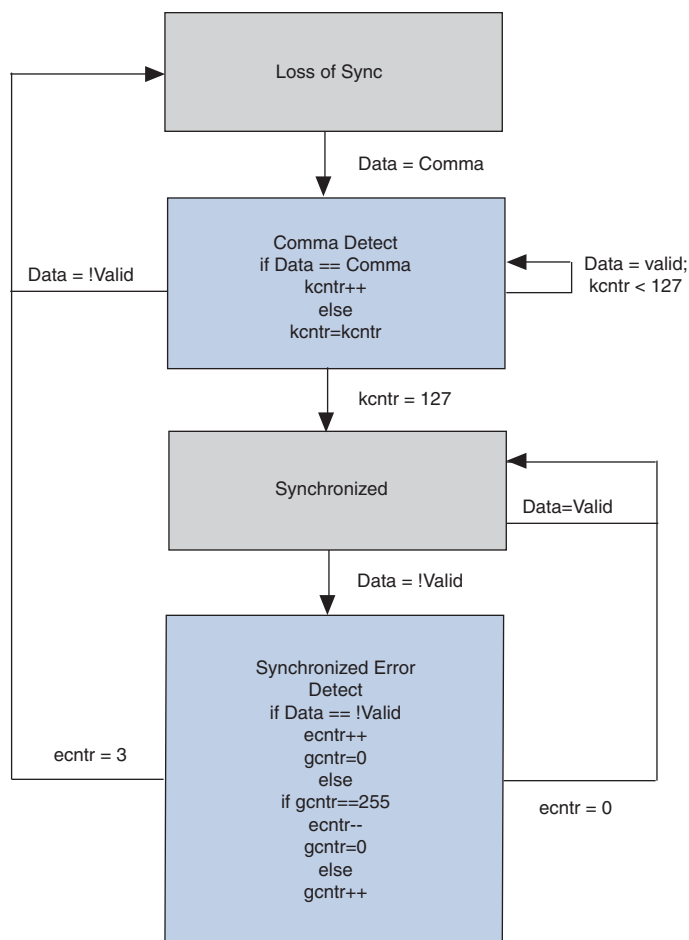 Loss of Sync
Data = Comma
Comma Detect
if Data == Comma
kcntr++
else
kcntr=kcntr
Data = !Valid
Data = valid;
kcntr < 127
kcntr = 127
Synchronized
Data=Valid
Data = !Valid
Synchronized Error
Detect
if Data == !Valid
ecntr++
gcntr=0
else
if gcntr==255
ecntr--
gcntr=0
else
gcntr++
ecntr = 3
ecntr = 0